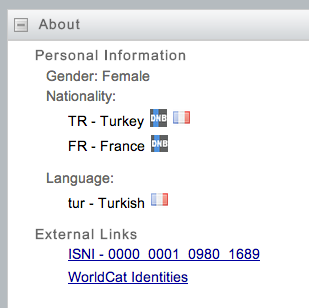 About
Personal Information
Gender: Female
Nationality:
TR - Turkey DNB
FR - France DNB
Language:
tur - Turkish
External Links
ISNI - 0000 0001 0980 1689
WorldCat Identities